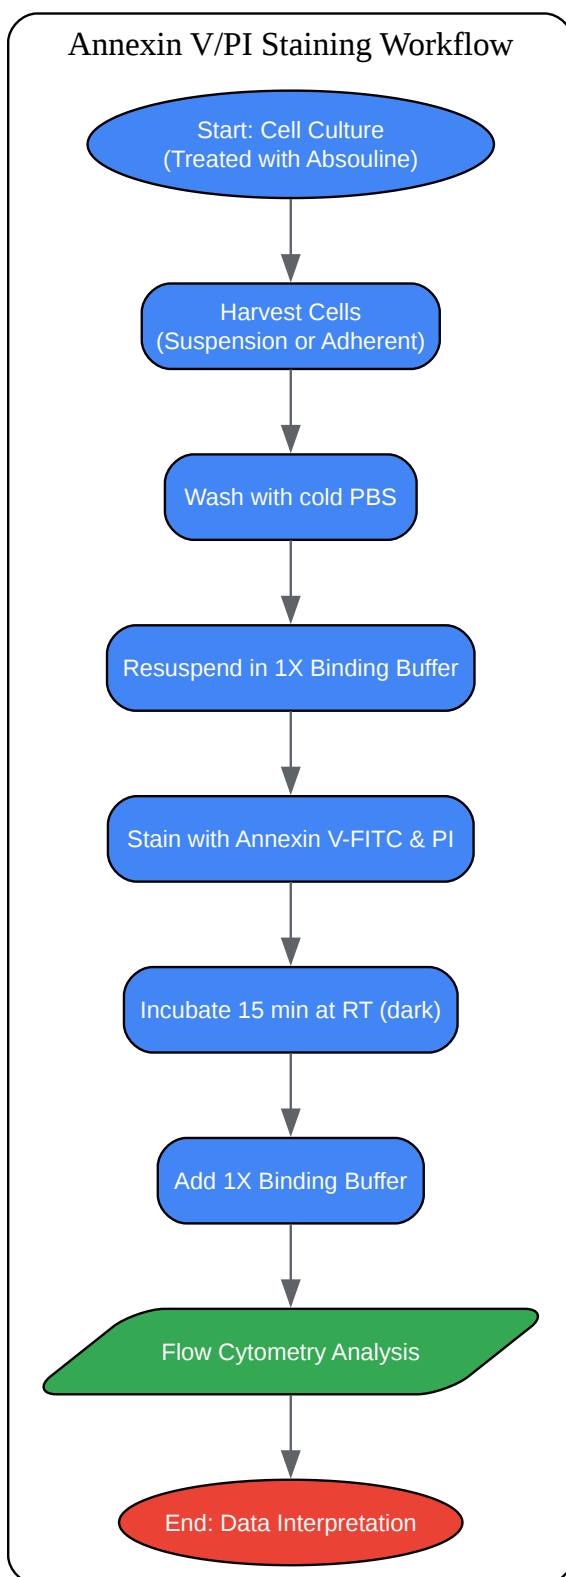 Annexin V/PI Staining Workflow
Start: Cell Culture
(Treated with Absouline)
Harvest Cells
(Suspension or Adherent)
Wash with cold PBS
Resuspend in 1X Binding Buffer
Stain with Annexin V-FITC & PI
Incubate 15 min at RT (dark)
Add 1X Binding Buffer
Flow Cytometry Analysis
End: Data Interpretation